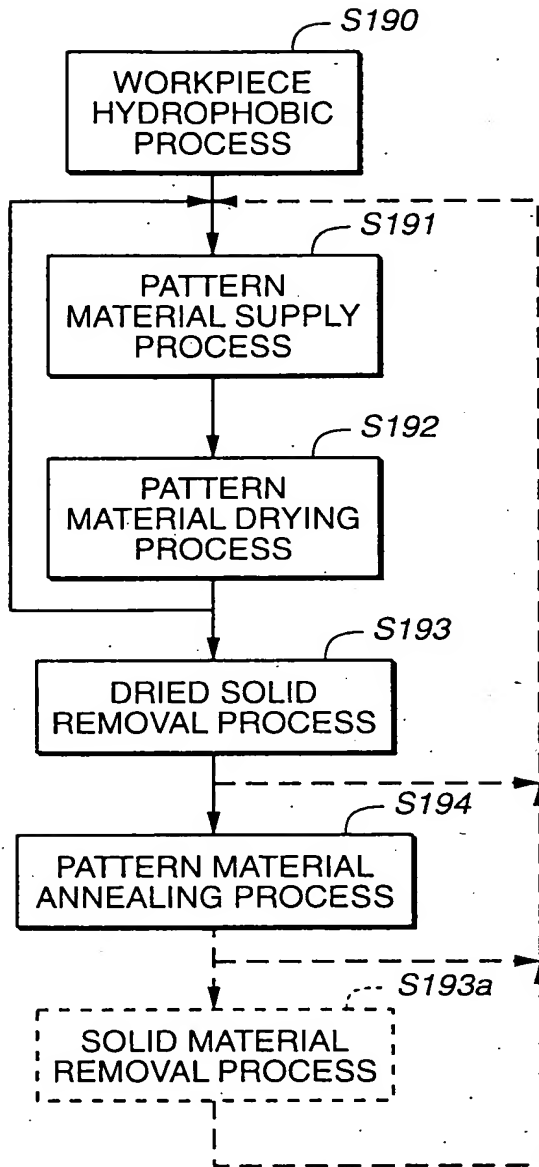 S190
WORKPIECE
HYDROPHOBIC
PROCESS
S191
PATTERN
MATERIAL SUPPLY
PROCESS
S192
PATTERN
MATERIAL DRYING
PROCESS
S193
DRIED SOLID
REMOVAL PROCESS
S194
PATTERN MATERIAL
ANNEALING PROCESS
S193a
SOLID MATERIAL
REMOVAL PROCESS